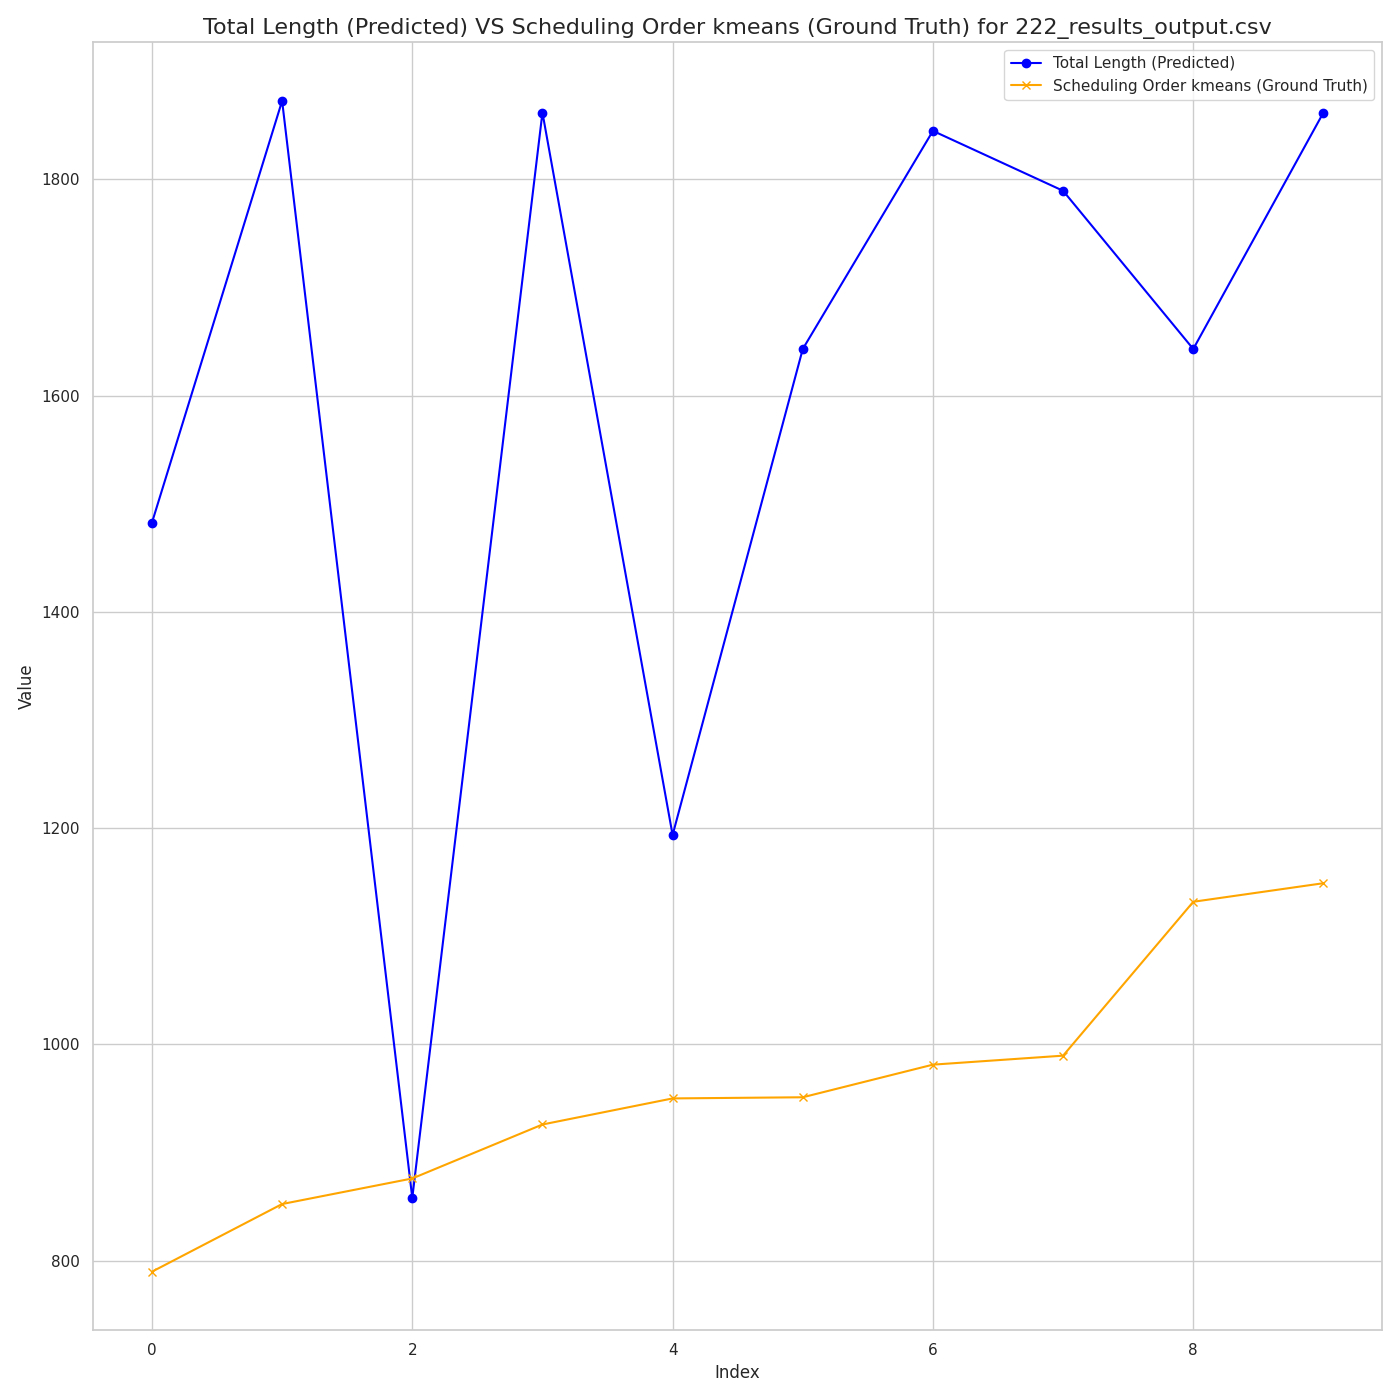 Total Length (Predicted) VS Scheduling Order kmeans (Ground Truth) for 222_results_output.csv
Total Length (Predicted)
Scheduling Order kmeans (Ground Truth)
1800
1600
1400
1200
1000
800
Value
0 2 4 6 8
Index